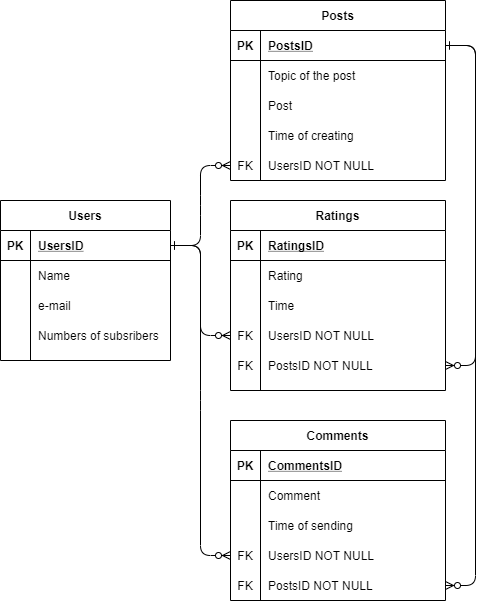 Posts
PK PostsID
Topic of the post
Post
Time of creating
FK UsersID NOT NULL
Users
PK UsersID
Name
e-mail
Numbers of subsribers
Ratings
PK RatingsID
Rating
Time
FK UsersID NOT NULL
FK PostsID NOT NULL
Comments
PK CommentsID
Comment
Time of sending
FK UsersID NOT NULL
FK PostsID NOT NULL